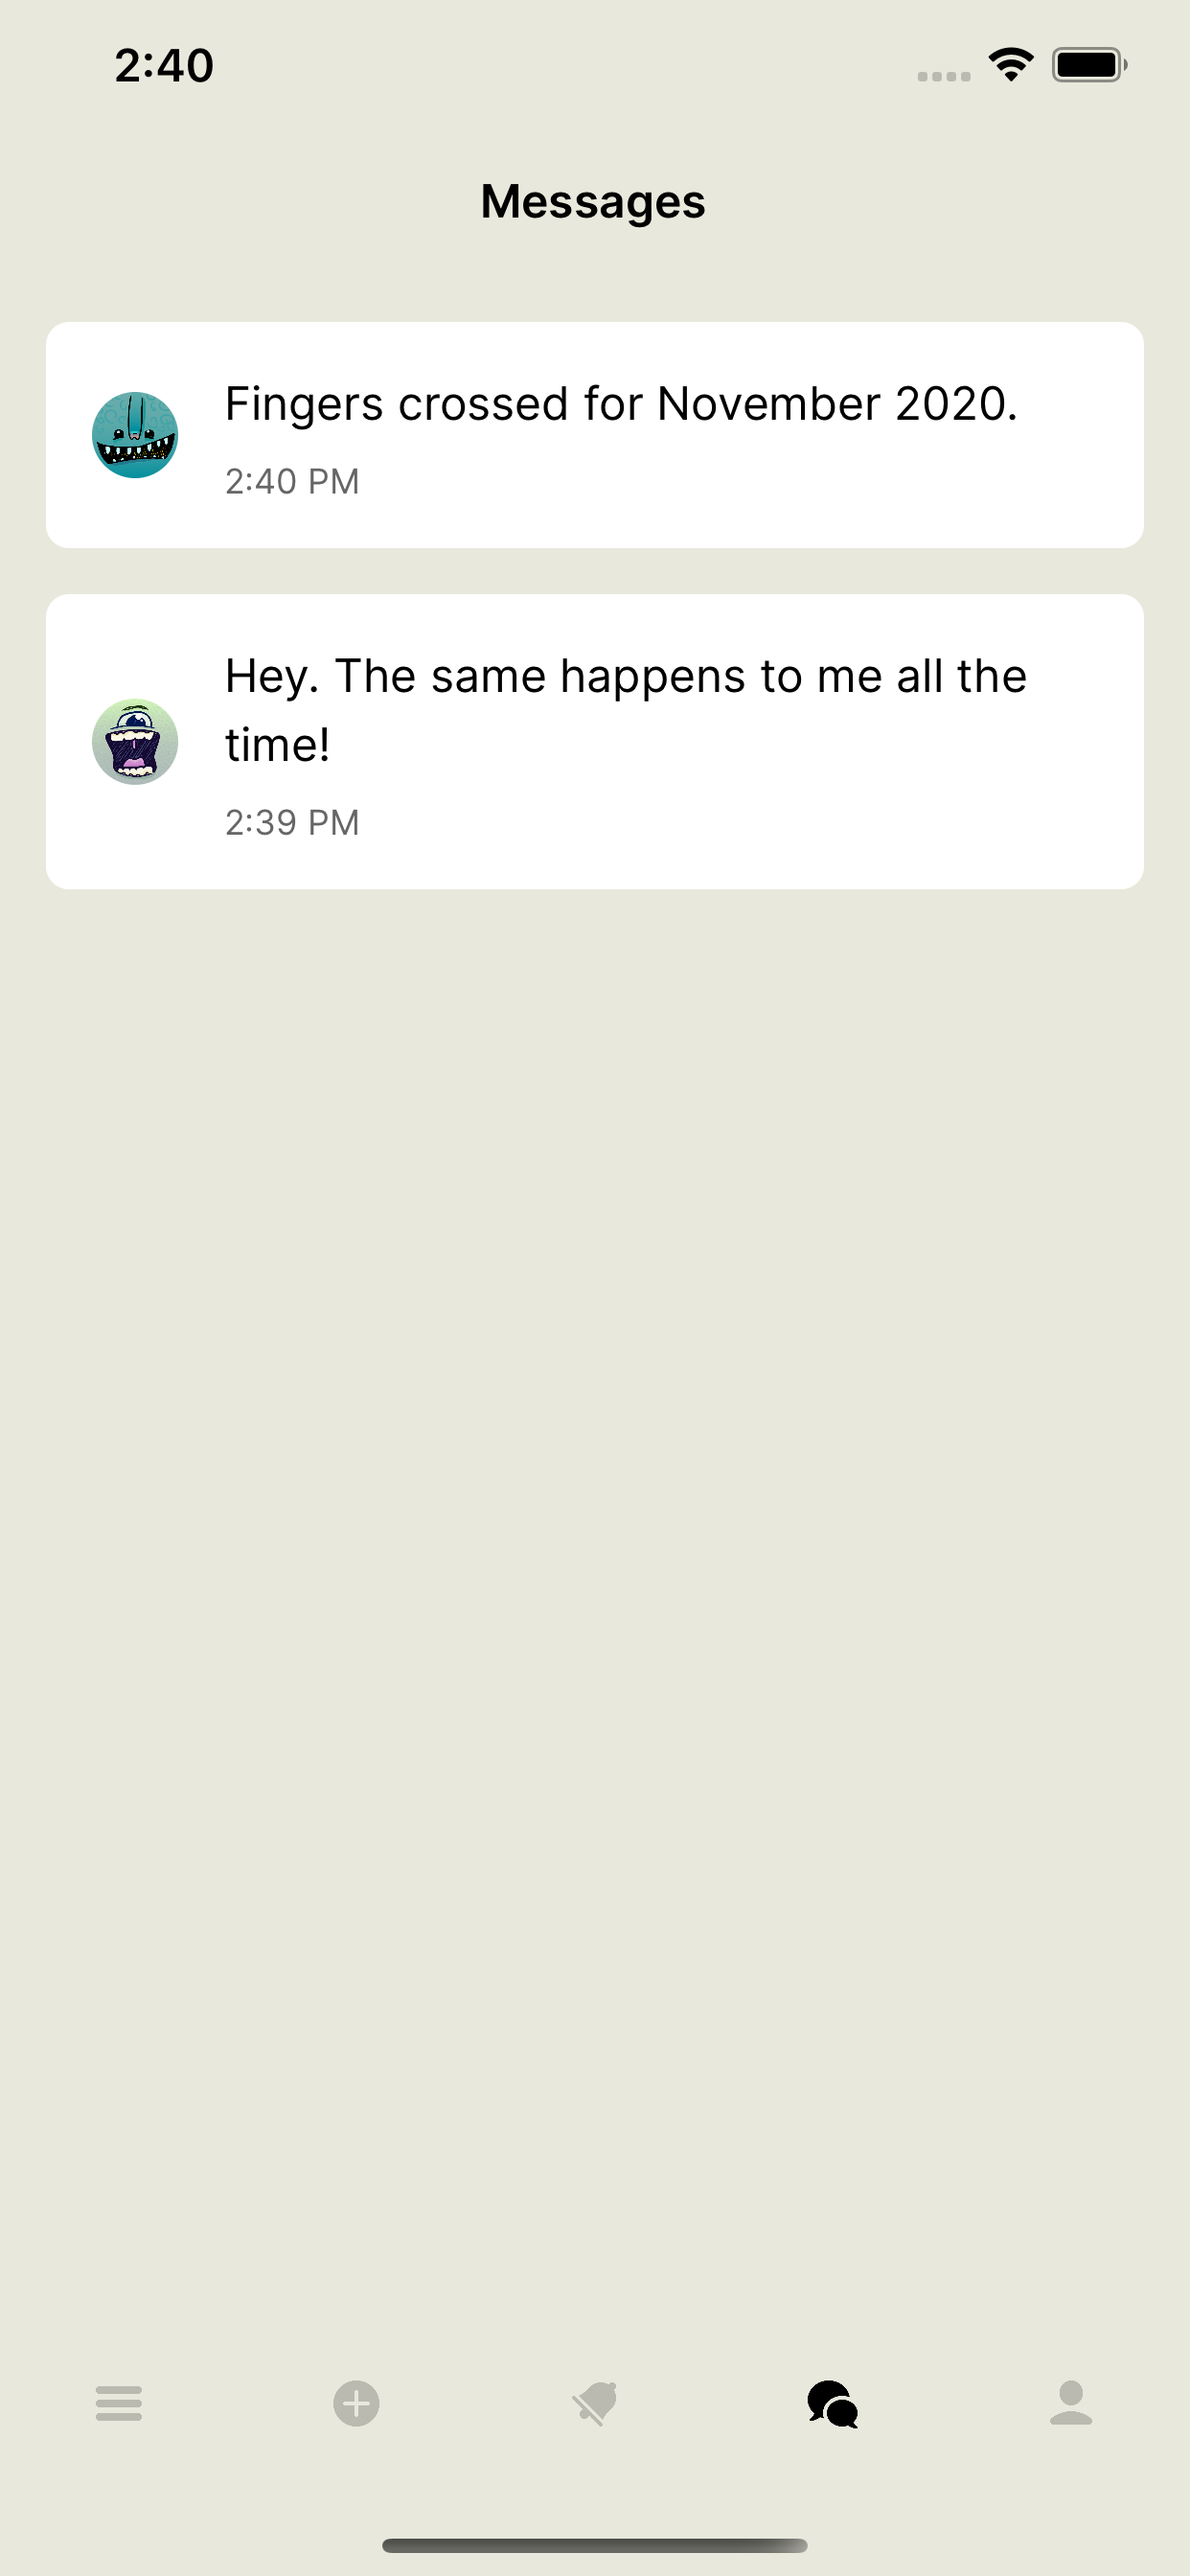 2:40
Messages
Fingers crossed for November 2020.
2:40 PM
Hey. The same happens to me all the
time!
2:39 PM